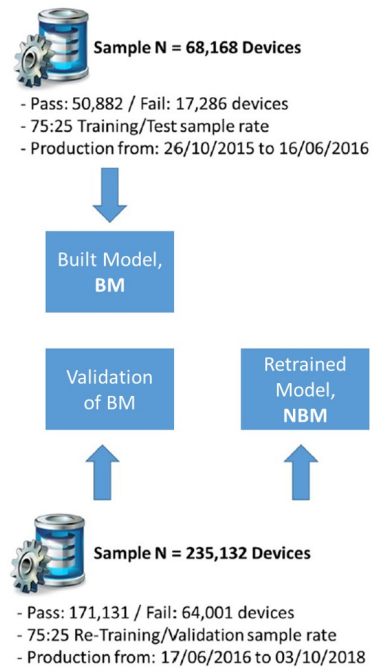 Sample N = 68,168 Devices
- Pass: 50,882 / Fail: 17,286 devices
- 75:25 Training/Test sample rate
- Production from: 26/10/2015 to 16/06/2016
Built Model,
BM
Validation
of BM
Retrained
Model,
NBM
Sample N = 235,132 Devices
- Pass: 171,131 / Fail: 64,001 devices
- 75:25 Re-Training/Validation sample rate
- Production from: 17/06/2016 to 03/10/2018